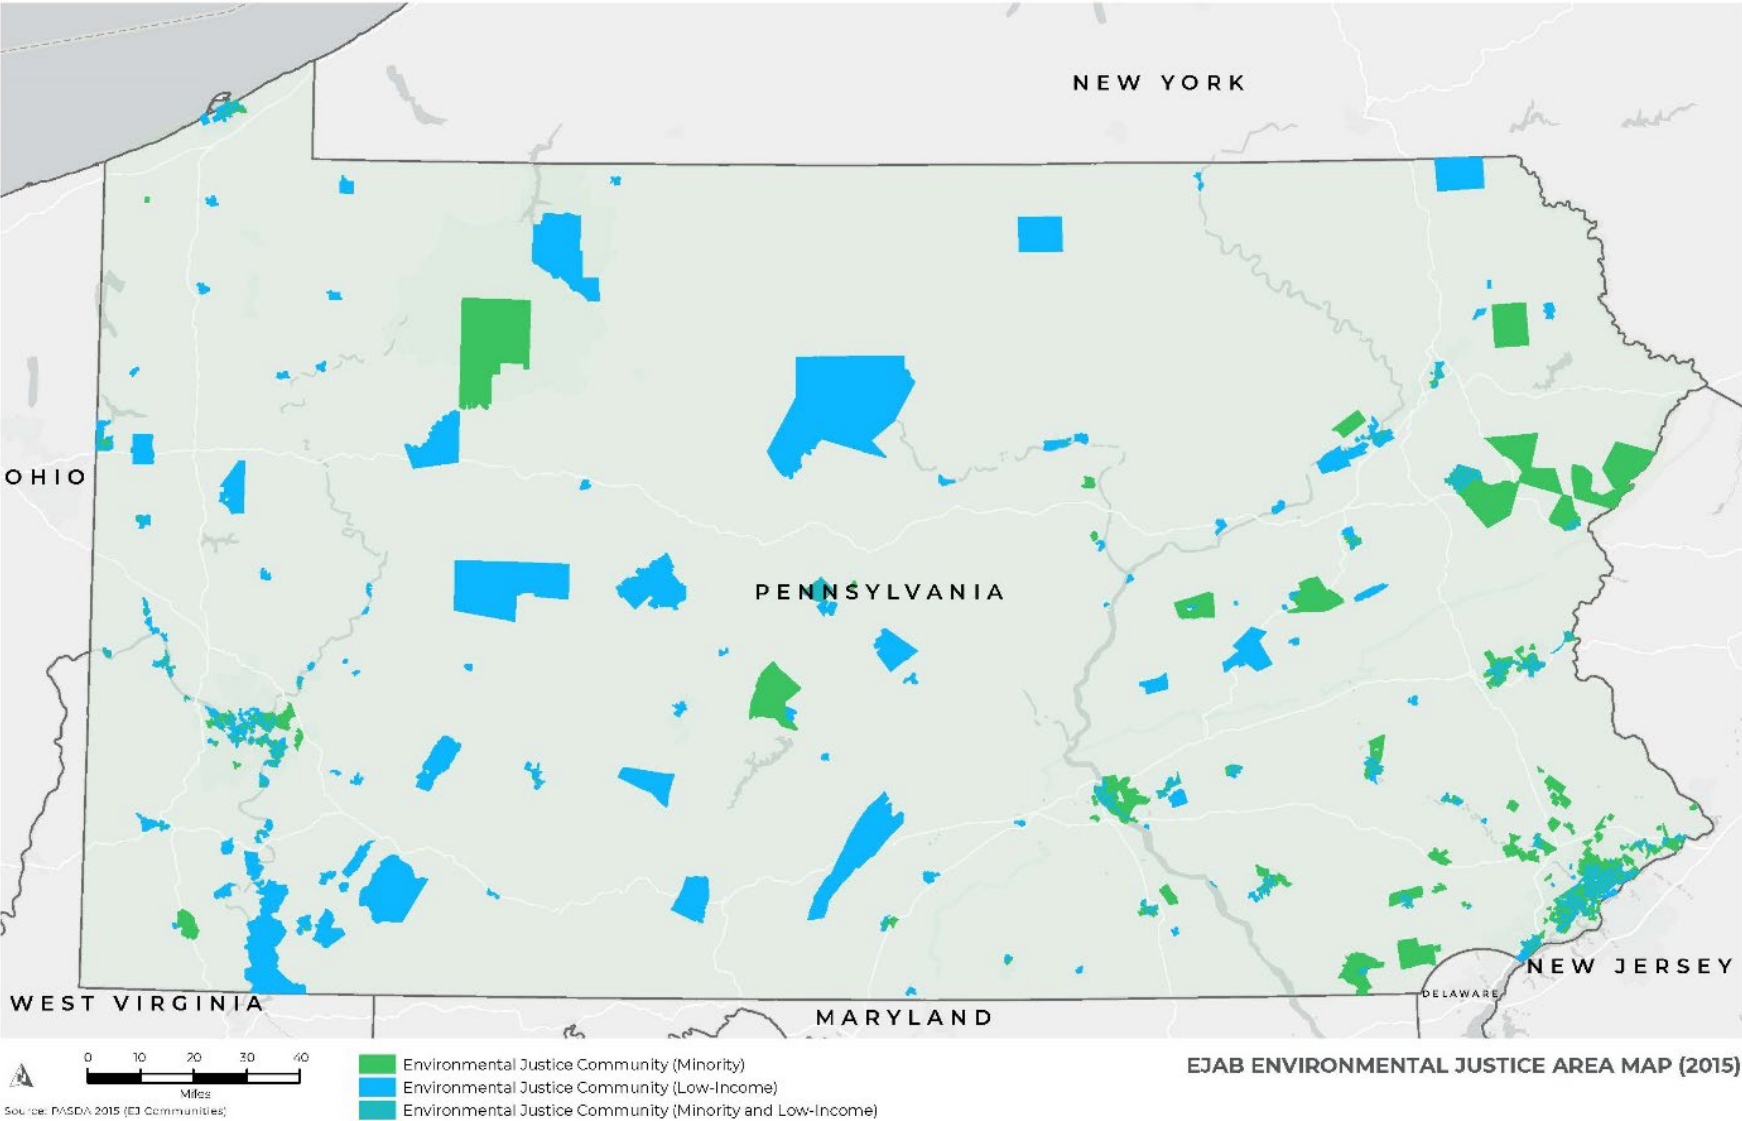 NEW YORK
OHIO
PENNSYLVANIA
NEW JERSEY
DELAWARE
WEST VIRGINIA
MARYLAND
0 10 20 30 40
Miles
Source: PASDA 2015 (EJ Communities)
Environmental Justice Community (Minority)
Environmental Justice Community (Low-Income)
Environmental Justice Community (Minority and Low-Income)
EJAB ENVIRONMENTAL JUSTICE AREA MAP (2015)